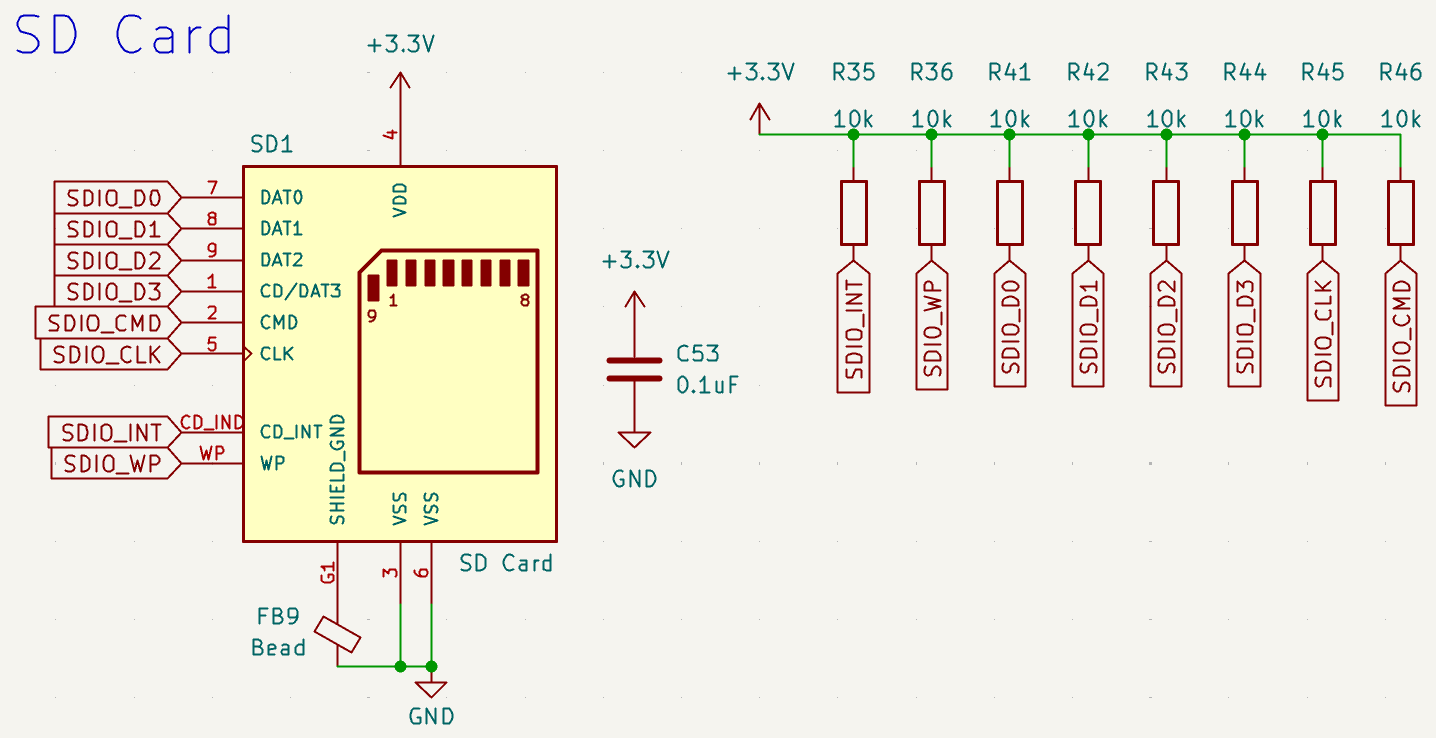 SD Card
+3.3V
4
SD1
VDD
SDIO_D0 7 DAT0
SDIO_D1 8 DAT1
SDIO_D2 9 DAT2
SDIO_D3 1 CD/DAT3
SDIO_CMD 2 CMD
SDIO_CLK 5 CLK
SDIO_INT CD_IND CD_INT
SDIO_WP WP WP
1 8
9
SHIELD_GND VSS VSS
SD Card
G1 3 6
FB9
Bead
GND
+3.3V
C53
0.1uF
GND
+3.3V R35 R36 R41 R42 R43 R44 R45 R46
10k 10k 10k 10k 10k 10k 10k 10k
SDIO_INT SDIO_WP SDIO_D0 SDIO_D1 SDIO_D2 SDIO_D3 SDIO_CLK SDIO_CMD